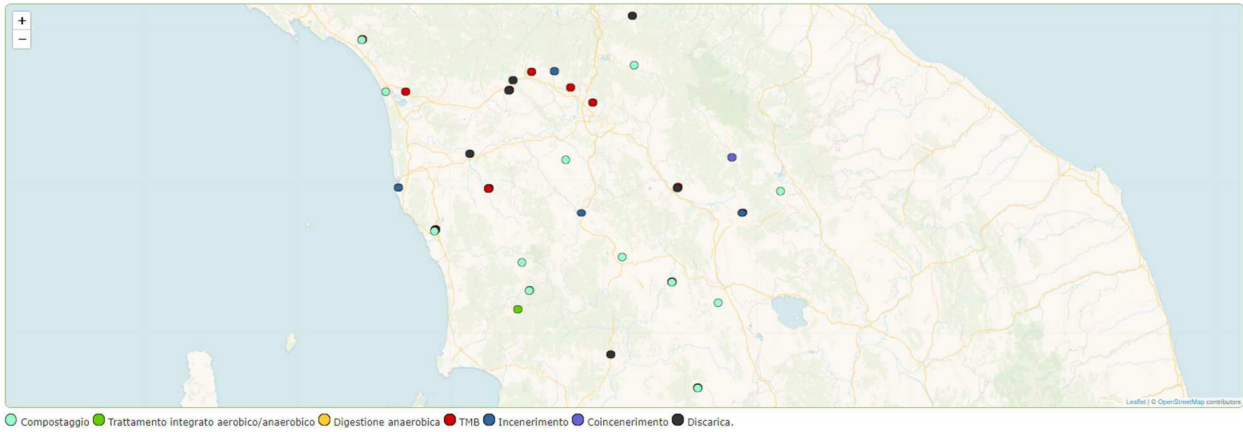 +
−
Leaflet | © OpenStreetMap contributors
Compostaggio Trattamento integrato aerobico/anaerobico Digestione anaerobica TMB Incenerimento Coincenerimento Discarica.